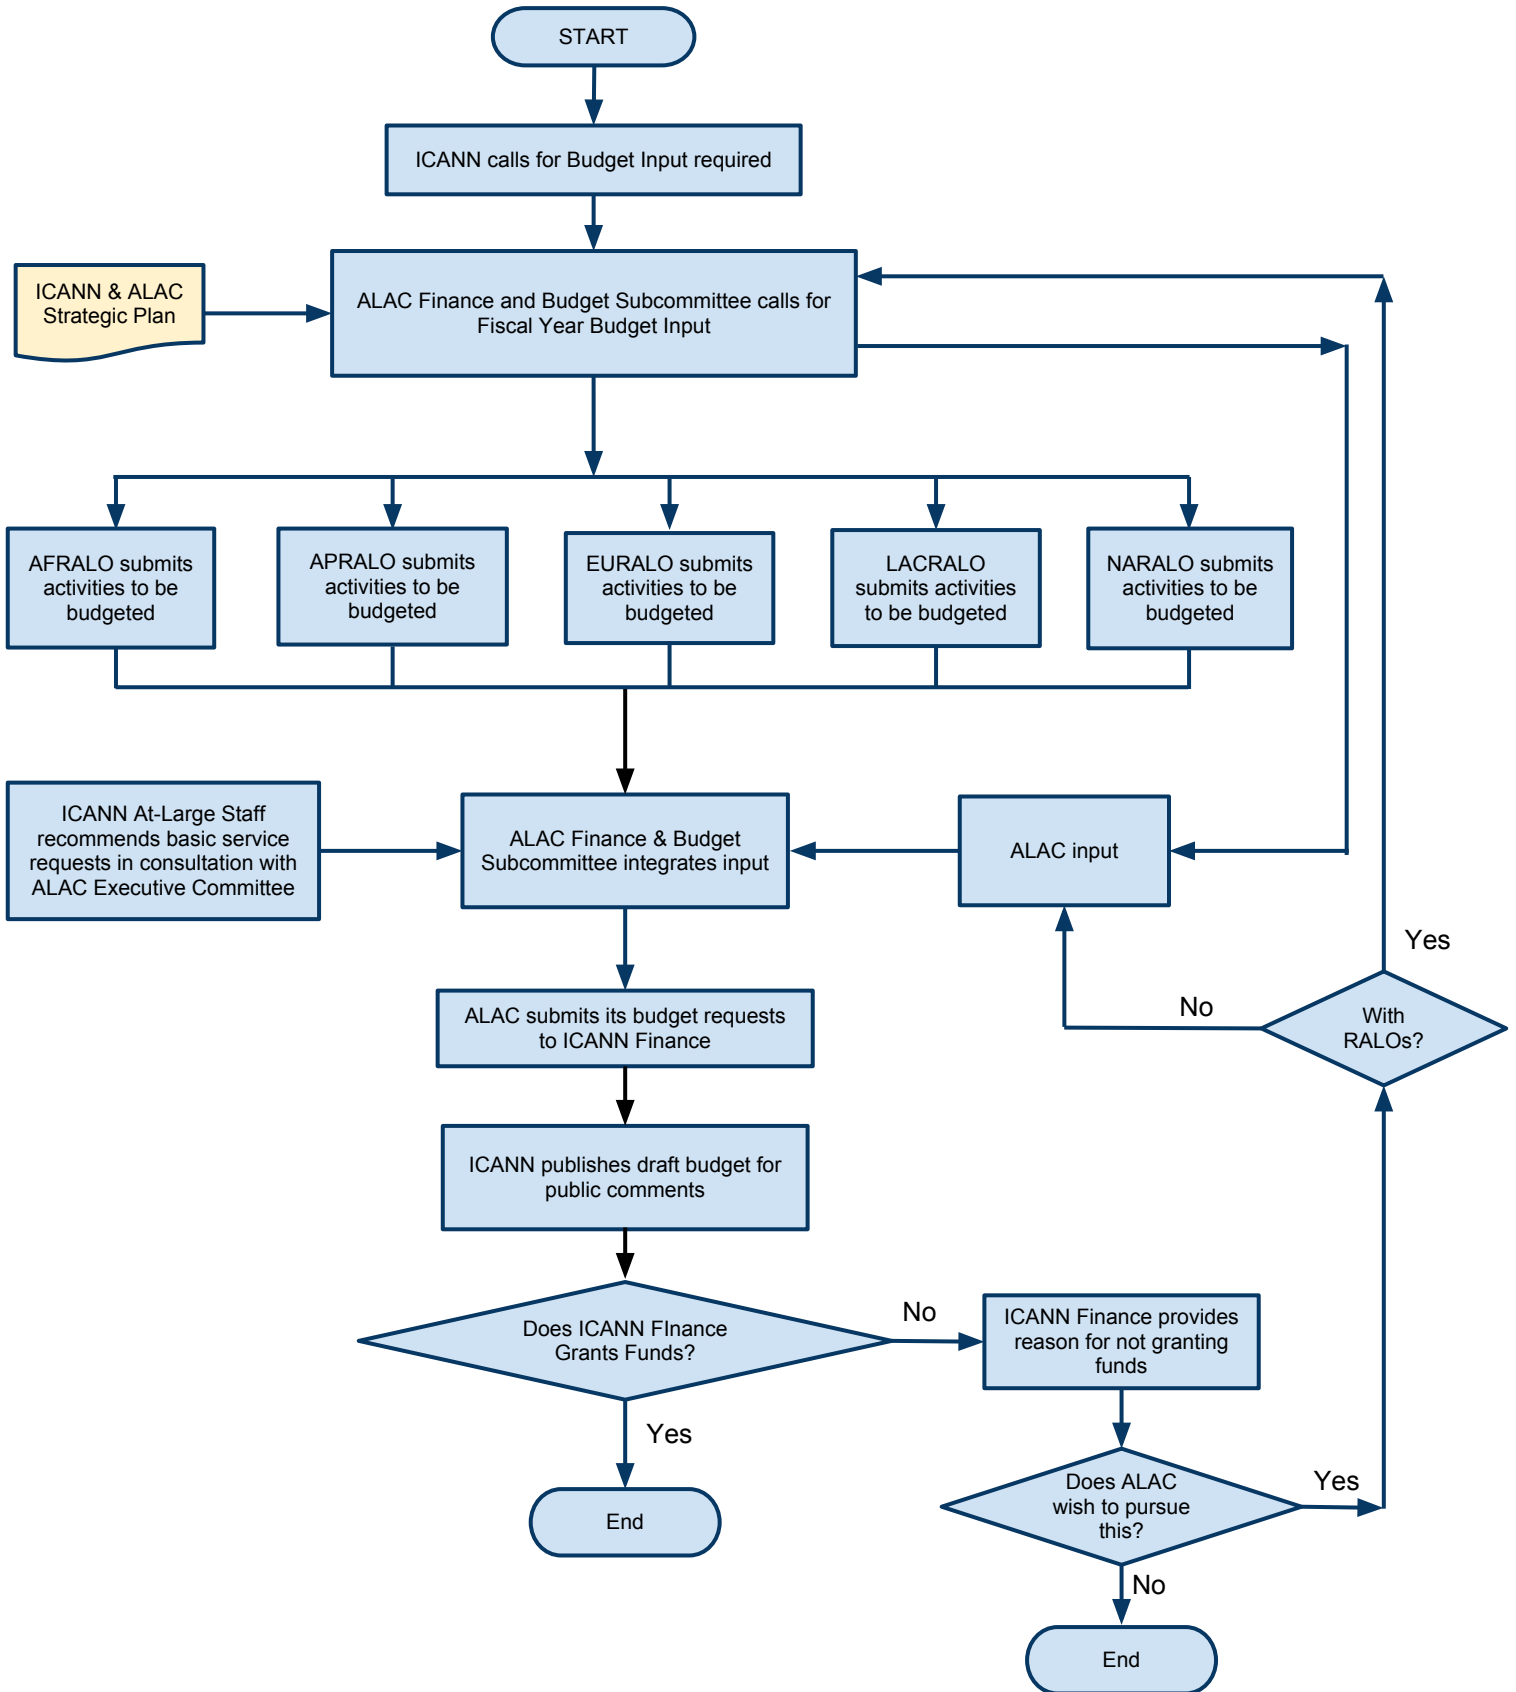 START
ICANN calls for Budget Input required
ICANN & ALAC
Strategic Plan
ALAC Finance and Budget Subcommittee calls for
Fiscal Year Budget Input
AFRALO submits
activities to be
budgeted
APRALO submits
activities to be
budgeted
EURALO submits
activities to be
budgeted
LACRALO
submits activities
to be budgeted
NARALO submits
activities to be
budgeted
ICANN At-Large Staff
recommends basic service
requests in consultation with
ALAC Executive Committee
ALAC Finance & Budget
Subcommittee integrates input
ALAC input
Yes
No
With
RALOs?
ALAC submits its budget requests
to ICANN Finance
ICANN publishes draft budget for
public comments
Does ICANN FInance
Grants Funds?
No
ICANN Finance provides
reason for not granting
funds
Yes
Does ALAC
wish to pursue
this?
Yes
End
No
End